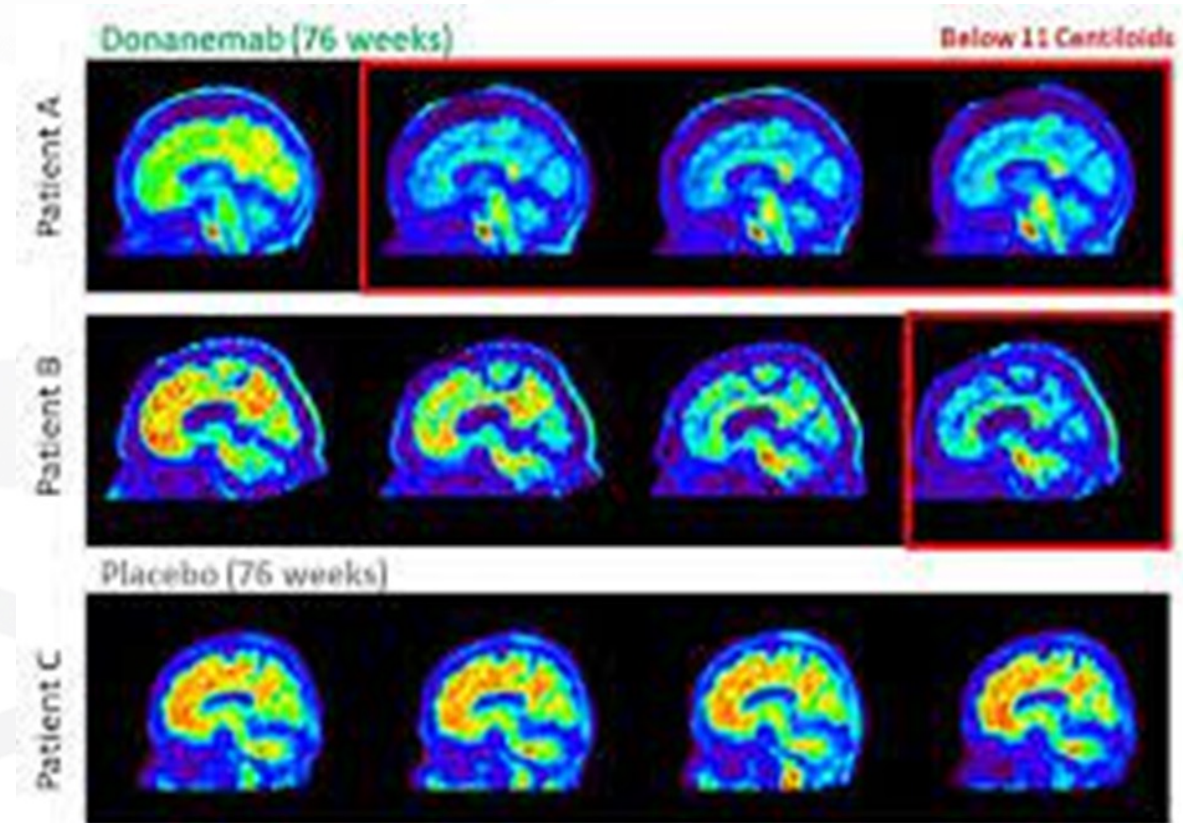 Donanemab (76 weeks)
Below 11 Centiloids
Patient A
Patient B
Placebo (76 weeks)
Patient C